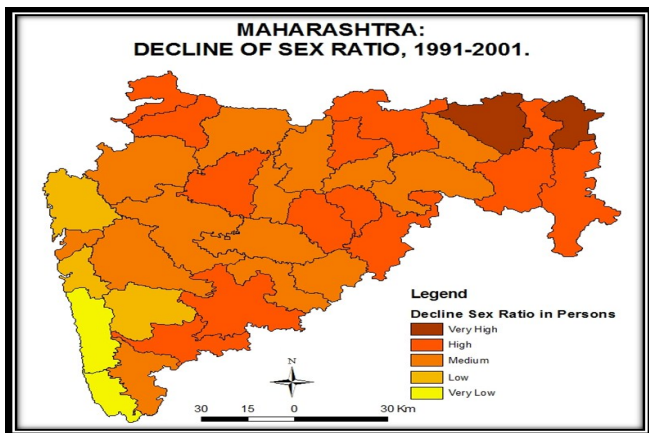 MAHARASHTRA:
DECLINE OF SEX RATIO, 1991-2001.
Legend
Decline Sex Ratio in Persons
Very High
High
Medium
Low
Very Low
N
30 15 0 30 Km